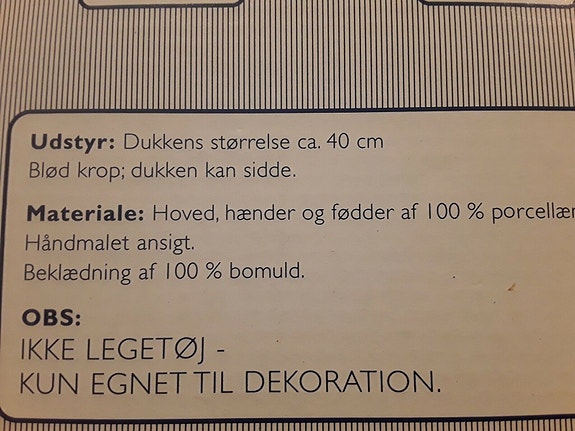 Udstyr: Dukkens størrelse ca. 40 cm
Blød krop; dukken kan sidde.
Materiale: Hoved, hænder og fødder af 100 % porcellæn
Håndmalet ansigt.
Beklædning af 100 % bomuld.
OBS:
IKKE LEGETØJ -
KUN EGNET TIL DEKORATION.